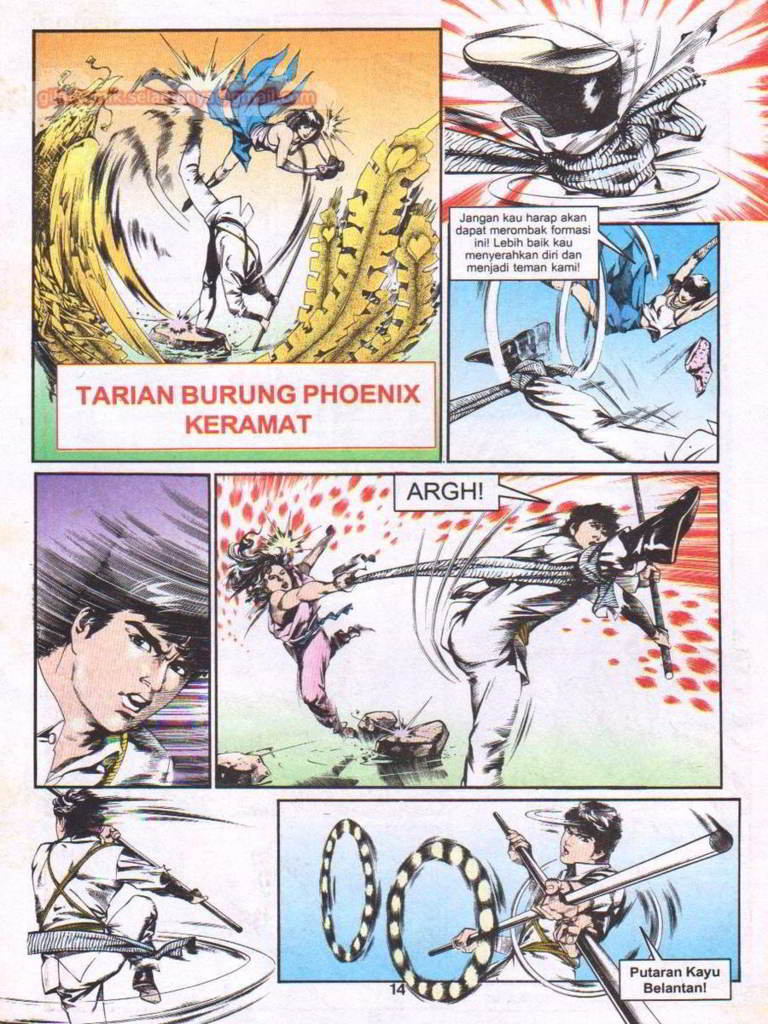 Jangan kau harap akan
dapat merombak formasi
ini! Lebih baik kau
menyerahkan diri dan
menjadi teman kami!
TARIAN BURUNG PHOENIX
KERAMAT
ARGH!
Putaran Kayu
Belantan!
14